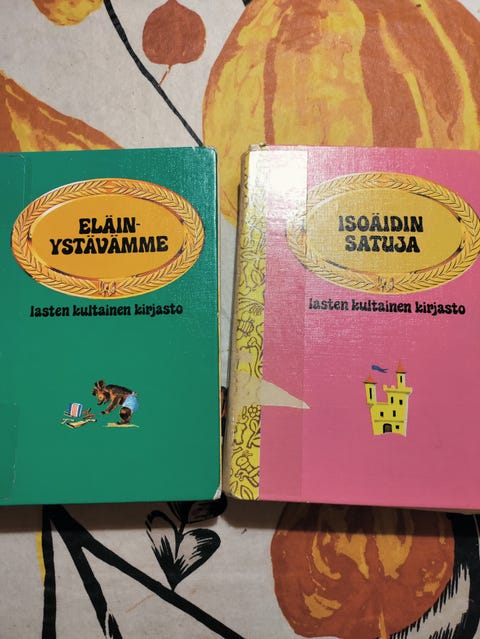 ELÄIN-
YSTÄVÄMME
lasten kultainen kirjasto
ISOÄIDIN
SATUJA
lasten kultainen kirjasto